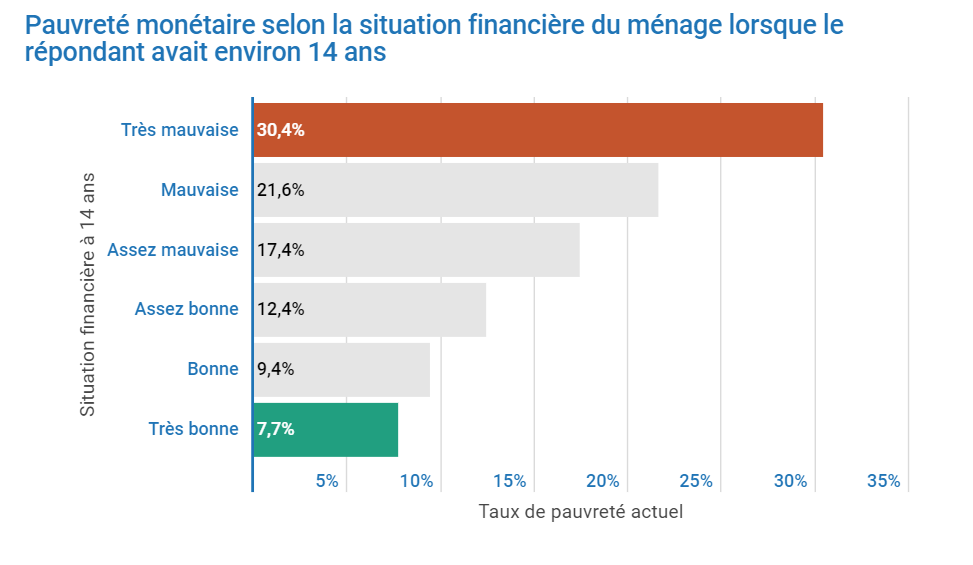 Pauvreté monétaire selon la situation financière du ménage lorsque le
répondant avait environ 14 ans
Situation financière à 14 ans
Très mauvaise 30,4%
Mauvaise 21,6%
Assez mauvaise 17,4%
Assez bonne 12,4%
Bonne 9,4%
Très bonne 7,7%
5% 10% 15% 20% 25% 30% 35%
Taux de pauvreté actuel